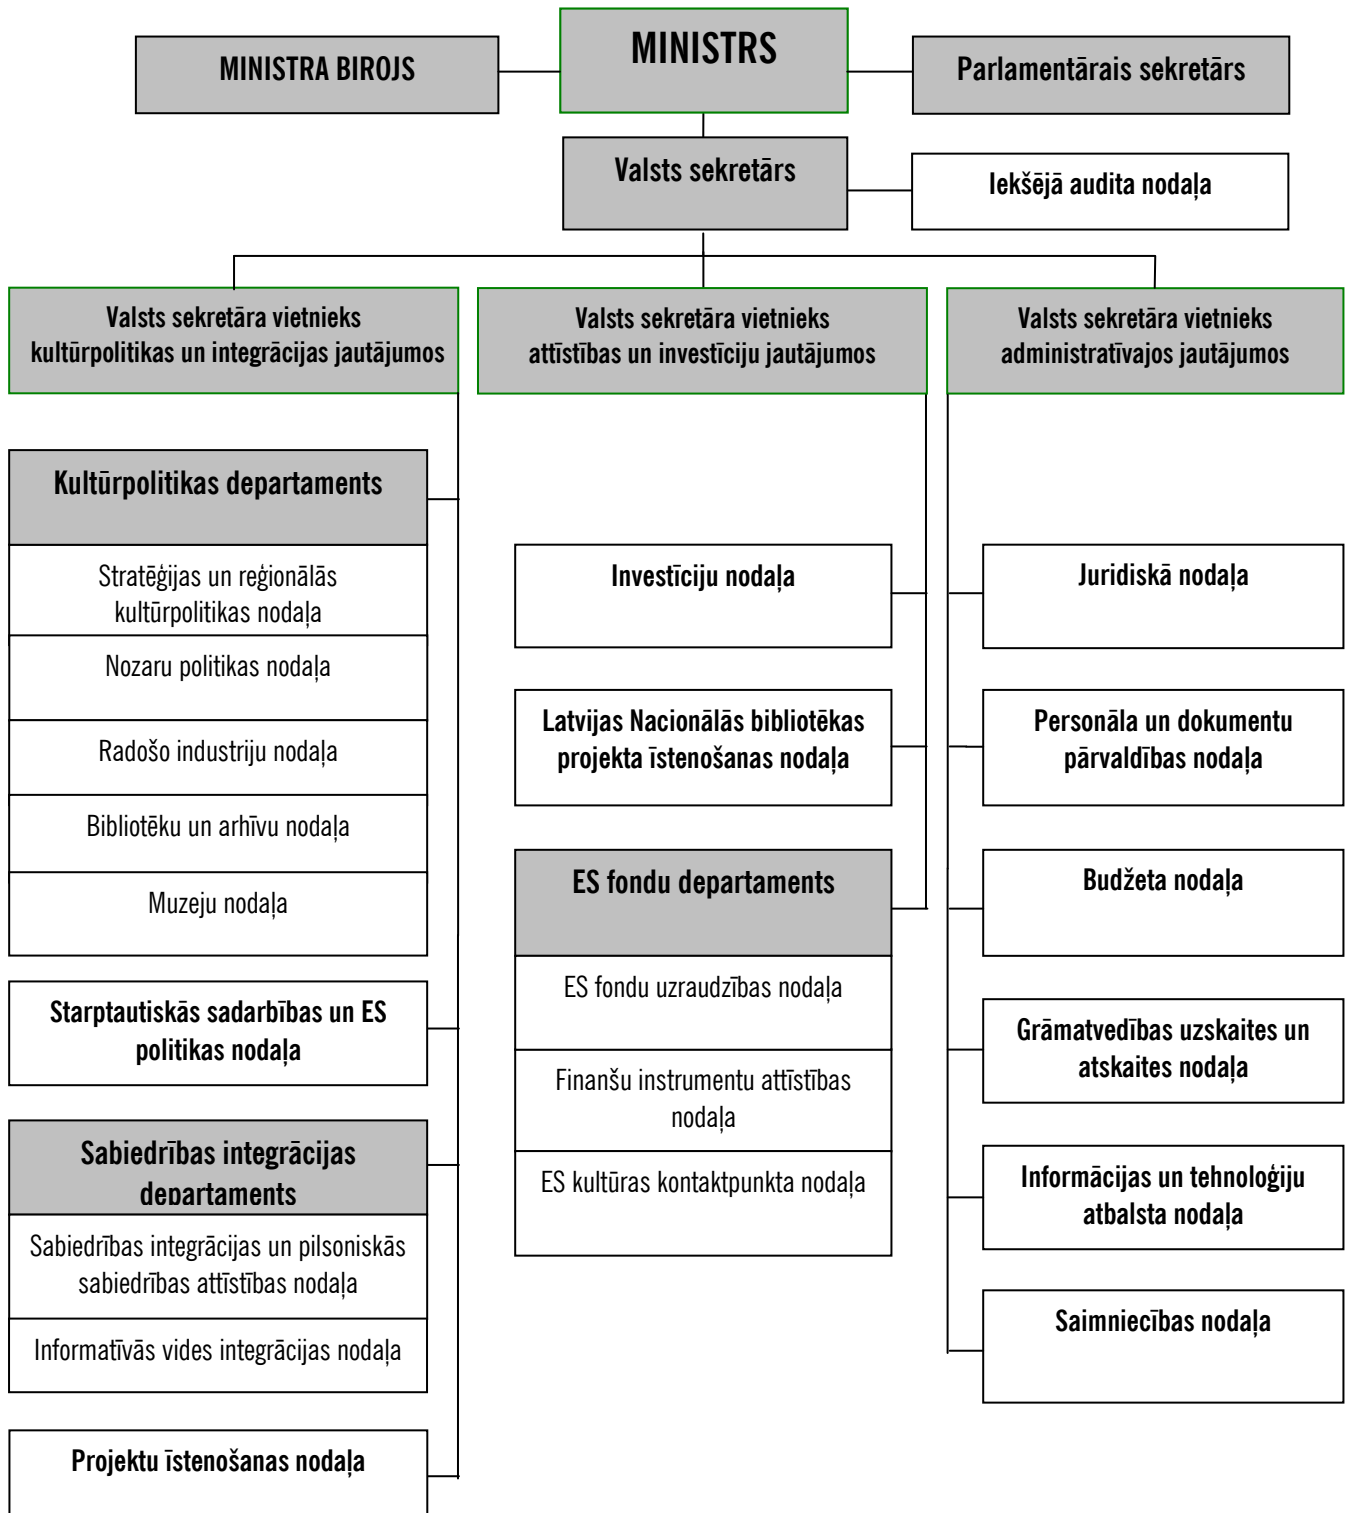 MINISTRA BIROJS
MINISTRS
Parlamentārais sekretārs
Valsts sekretārs
Iekšējā audita nodaļa
Valsts sekretāra vietnieks
kultūrpolitikas un integrācijas jautājumos
Valsts sekretāra vietnieks
attīstības un investīciju jautājumos
Valsts sekretāra vietnieks
administratīvajos jautājumos
Kultūrpolitikas departaments
Stratēģijas un reģionālās
kultūrpolitikas nodaļa
Nozaru politikas nodaļa
Radošo industriju nodaļa
Bibliotēku un arhīvu nodaļa
Muzeju nodaļa
Starptautiskās sadarbības un ES
politikas nodaļa
Sabiedrības integrācijas
departaments
Sabiedrības integrācijas un pilsoniskās
sabiedrības attīstības nodaļa
Informatīvās vides integrācijas nodaļa
Projektu īstenošanas nodaļa
Investīciju nodaļa
Latvijas Nacionālās bibliotēkas
projekta īstenošanas nodaļa
ES fondu departaments
ES fondu uzraudzības nodaļa
Finanšu instrumentu attīstības
nodaļa
ES kultūras kontaktpunkta nodaļa
Juridiskā nodaļa
Personāla un dokumentu
pārvaldības nodaļa
Budžeta nodaļa
Grāmatvedības uzskaites un
atskaites nodaļa
Informācijas un tehnoloģiju
atbalsta nodaļa
Saimniecības nodaļa